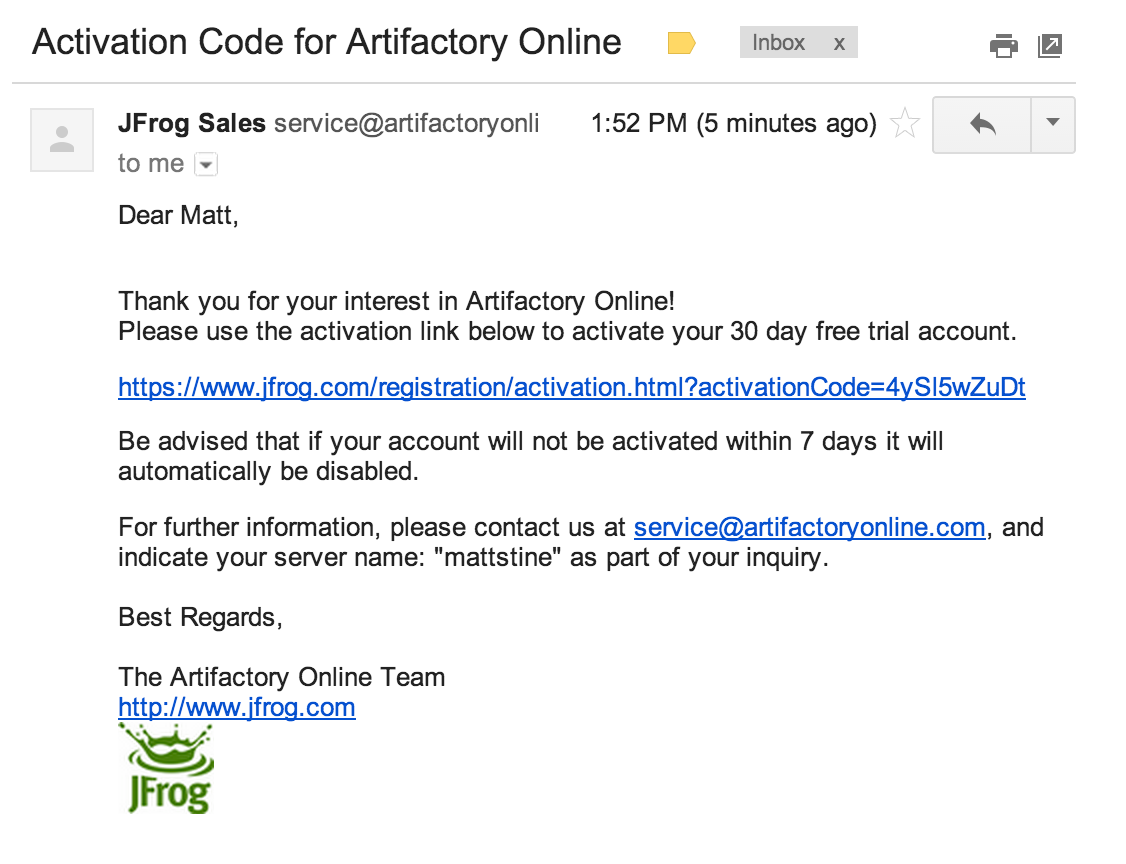 Activation Code for Artifactory Online
Inbox x
JFrog Sales service@artifactoryonli 1:52 PM (5 minutes ago)
to me
Dear Matt,
Thank you for your interest in Artifactory Online!
Please use the activation link below to activate your 30 day free trial account.
https://www.jfrog.com/registration/activation.html?activationCode=4ySl5wZuDt
Be advised that if your account will not be activated within 7 days it will
automatically be disabled.
For further information, please contact us at service@artifactoryonline.com, and
indicate your server name: "mattstine" as part of your inquiry.
Best Regards,
The Artifactory Online Team
http://www.jfrog.com
JFrog